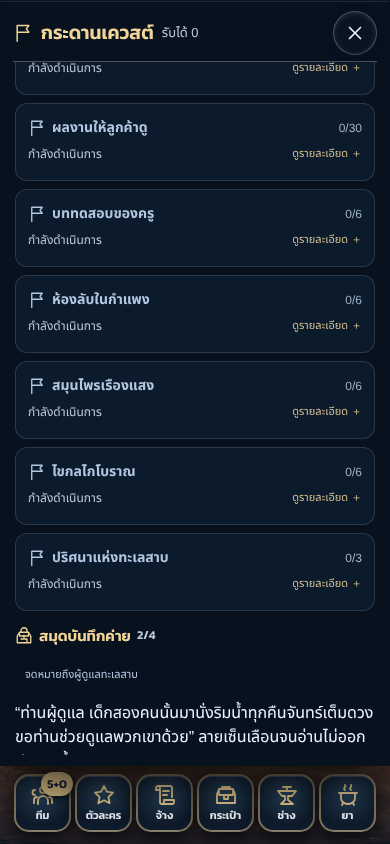 กระดานเควสต์ รับได้ 0
กำลังดำเนินการ ดูรายละเอียด +
ผลงานให้ลูกค้าดู 0/30
กำลังดำเนินการ ดูรายละเอียด +
บททดสอบของครู 0/6
กำลังดำเนินการ ดูรายละเอียด +
ห้องลับในกำแพง 0/6
กำลังดำเนินการ ดูรายละเอียด +
สมุนไพรเรืองแสง 0/6
กำลังดำเนินการ ดูรายละเอียด +
ไขกลไกโบราณ 0/6
กำลังดำเนินการ ดูรายละเอียด +
ปริศนาแห่งทะเลสาบ 0/3
กำลังดำเนินการ ดูรายละเอียด +
สมุดบันทึกค่าย 2/4
จดหมายถึงผู้ดูแลทะเลสาบ
“ท่านผู้ดูแล เด็กสองคนนั้นมานั่งริมน้ำทุกคืนจันทร์เต็มดวง
ขอท่านช่วยดูแลพวกเขาด้วย” ลายเซ็นเลือนจนอ่านไม่ออก
5+0
ทีม ตัวละคร จ้าง กระเป๋า ช่าง ยา